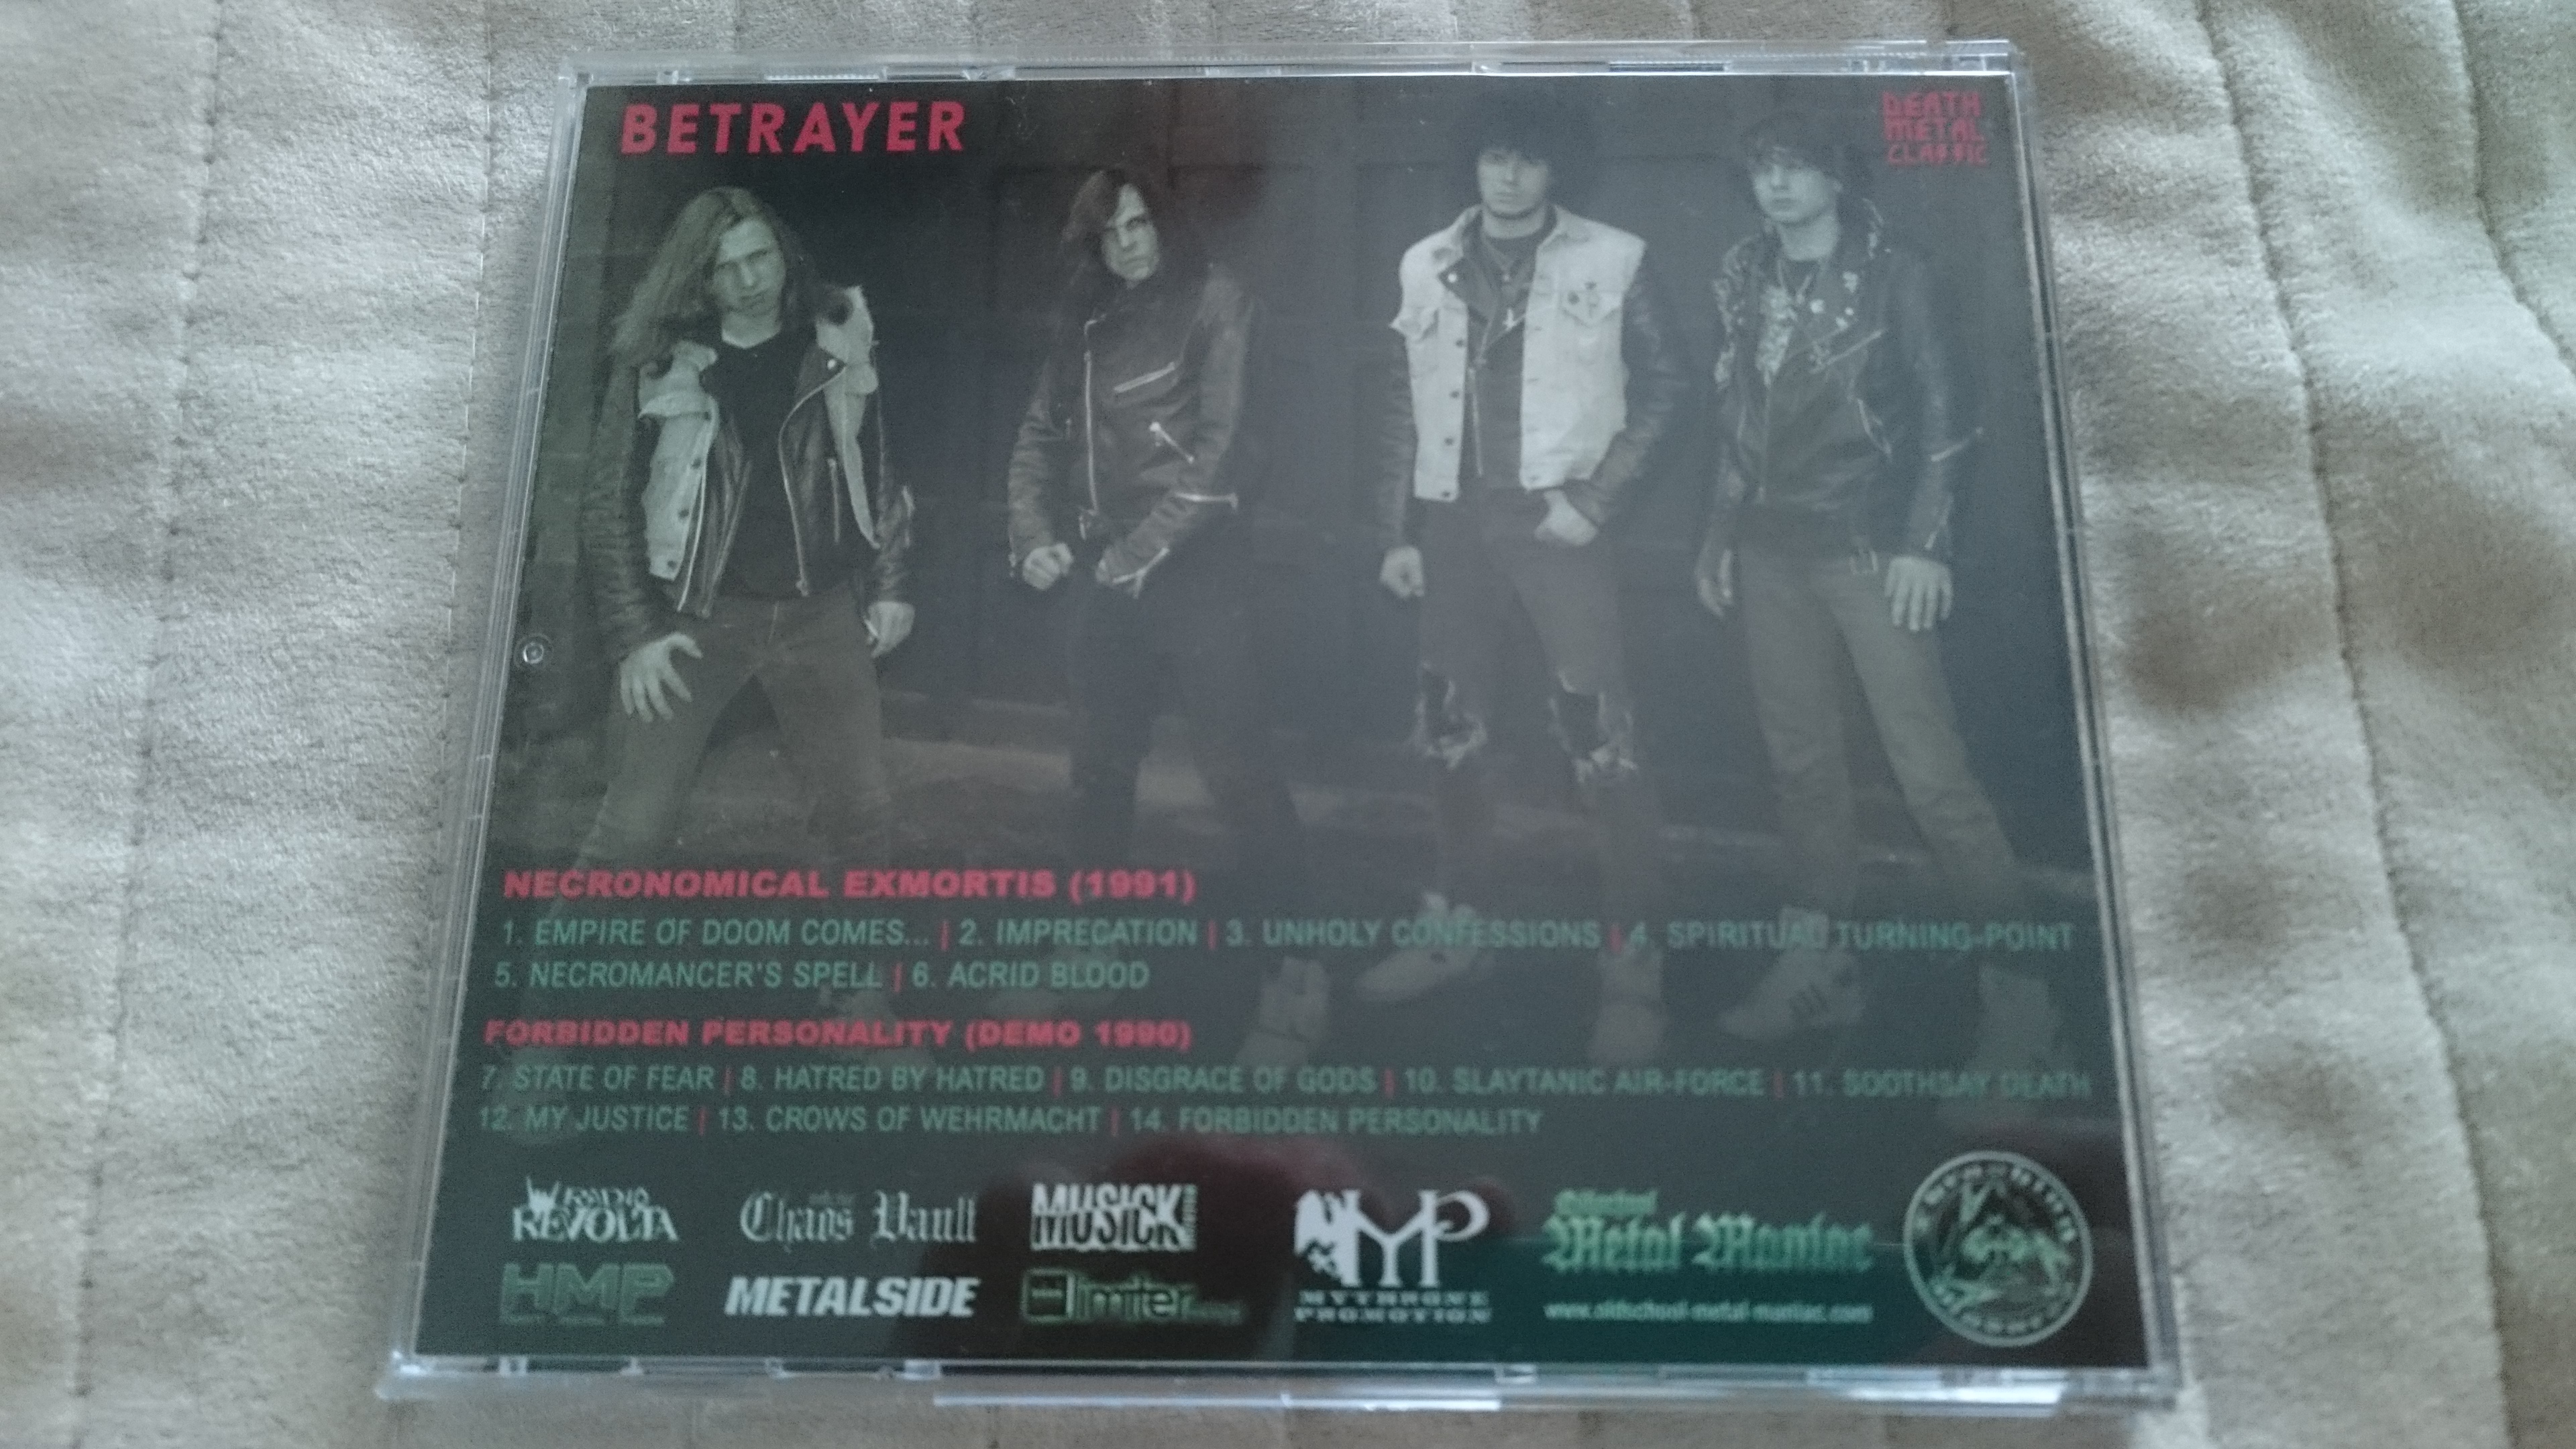 BETRAYER
DEATH
METAL
CLASSIC
NECRONOMICAL EXMORTIS (1991)
1. EMPIRE OF DOOM COMES... | 2. IMPRECATION | 3. UNHOLY CONFESSIONS | 4. SPIRITUAL TURNING-POINT
5. NECROMANCER'S SPELL | 6. ACRID BLOOD
FORBIDDEN PERSONALITY (DEMO 1990)
7. STATE OF FEAR | 8. HATRED BY HATRED | 9. DISGRACE OF GODS | 10. SLAYTANIC AIR-FORCE | 11. SOOTHSAY DEATH
12. MY JUSTICE | 13. CROWS OF WEHRMACHT | 14. FORBIDDEN PERSONALITY
RADIO
REVOLTA
Chaos Vault
MUSICK
MP
MYTHRONE
PROMOTION
Oldschool
Metal Maniac
www.oldschool-metal-maniac.com
HMP
METALSIDE
limiter